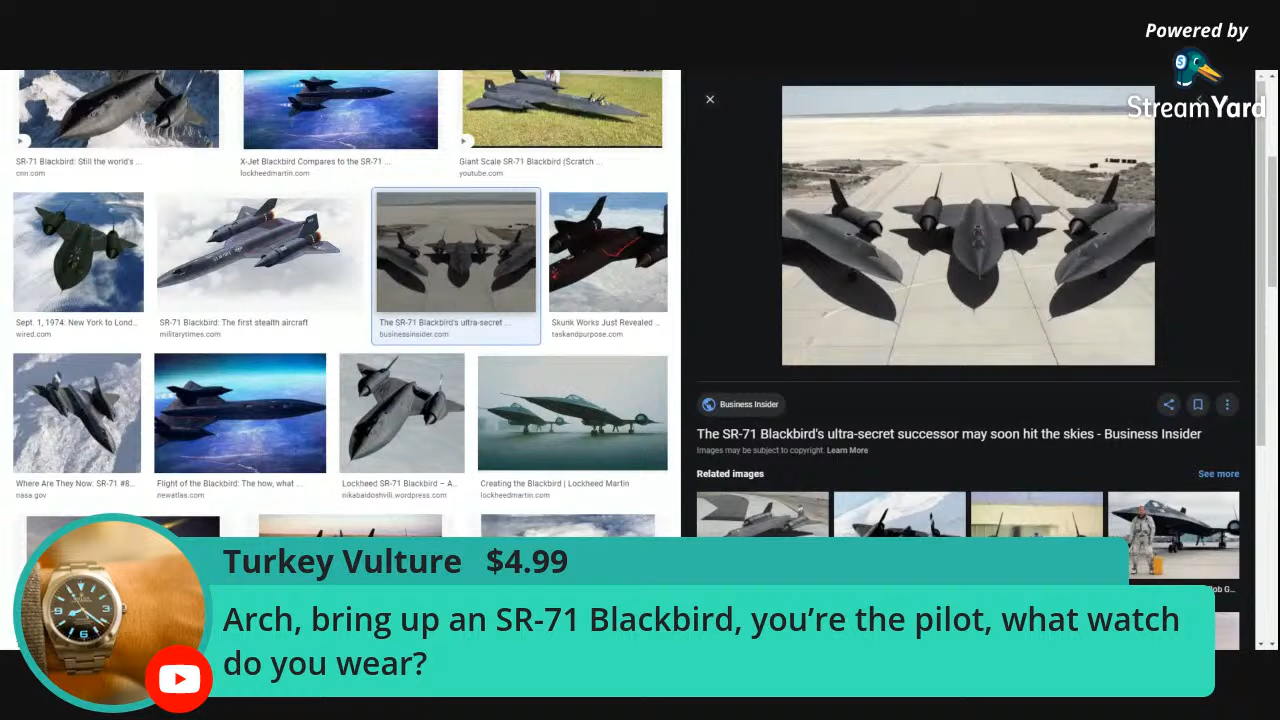 Powered by
StreamYard
SR-71 Blackbird: Still the world's ...
cnn.com
X-Jet Blackbird Compares to the SR-71 ...
lockheedmartin.com
Giant Scale SR-71 Blackbird (Scratch ...
youtube.com
Sept. 1, 1974: New York to Lond...
wired.com
SR-71 Blackbird: The first stealth aircraft
militarytimes.com
The SR-71 Blackbird's ultra-secret ...
businessinsider.com
Skunk Works Just Revealed ...
taskandpurpose.com
Where Are They Now: SR-71 #8...
nasa.gov
Flight of the Blackbird: The how, what ...
newatlas.com
Lockheed SR-71 Blackbird – A...
nikabaidoshvili.wordpress.com
Creating the Blackbird | Lockheed Martin
lockheedmartin.com
Business Insider
The SR-71 Blackbird's ultra-secret successor may soon hit the skies - Business Insider
Images may be subject to copyright. Learn More
Related images
See more
Turkey Vulture $4.99
Arch, bring up an SR-71 Blackbird, you’re the pilot, what watch
do you wear?